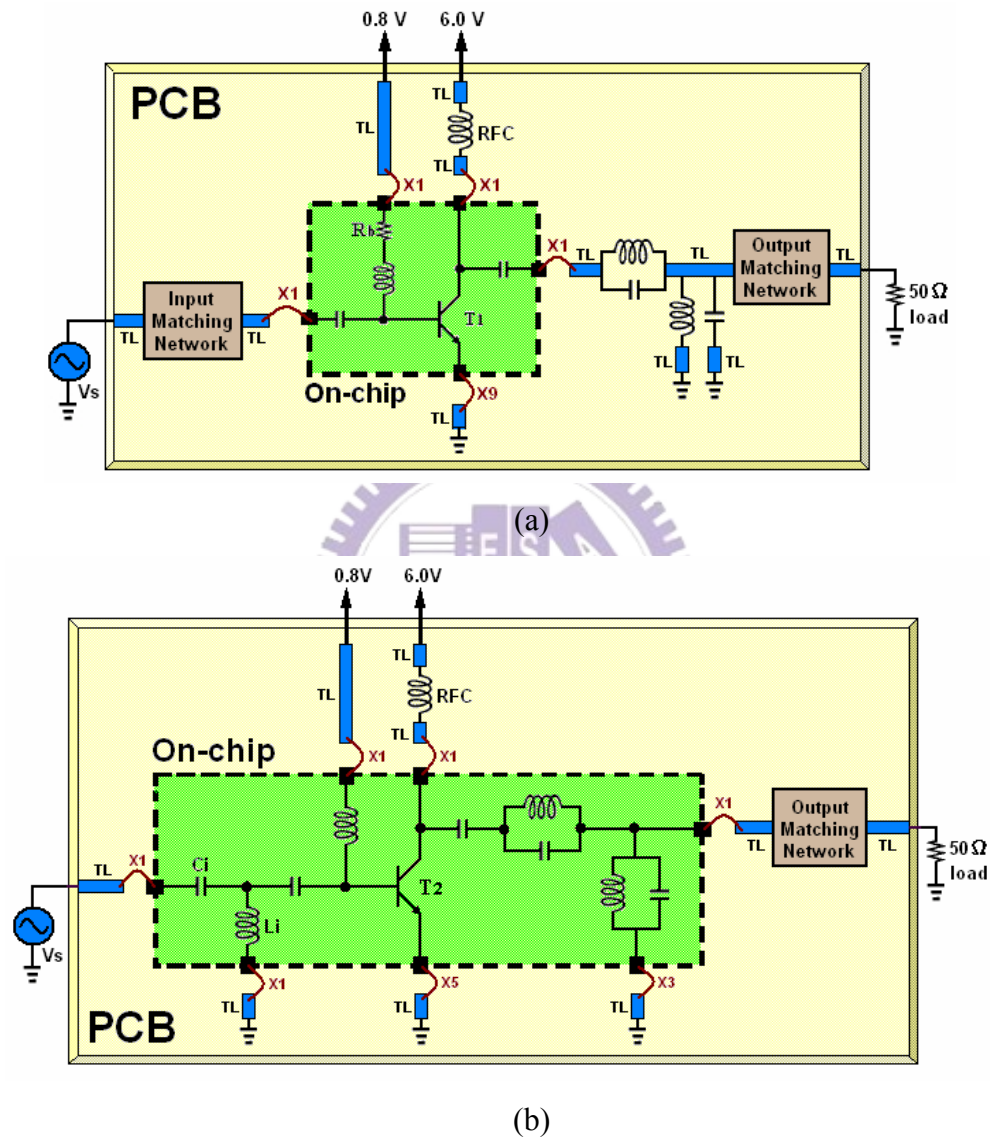 0.8 V
6.0 V
PCB
TL
TL
RFC
TL
X1
X1
Rb
X1
TL
TL
Output
Matching
Network
TL
50 Ω
load
Input
Matching
Network
X1
TL
TL
T1
TL
TL
Vs
On-chip
X9
TL
(a)
E S A
0.8V
6.0V
TL
TL
RFC
TL
On-chip
X1
X1
X1
Output
Matching
Network
TL
TL
50 Ω
load
TL
X1
Ci
T2
Li
Vs
X1
X5
X3
TL
TL
TL
PCB
(b)